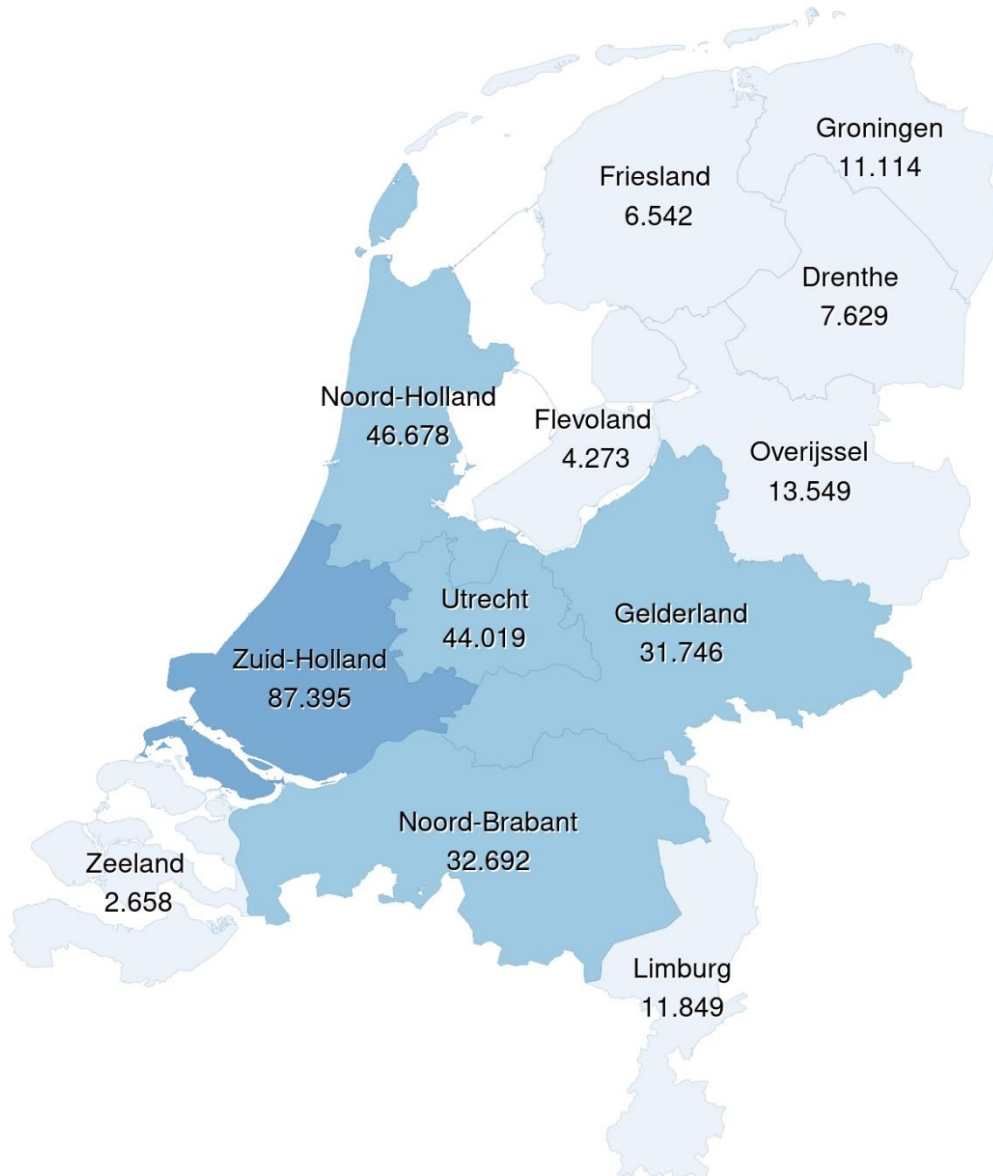 Groningen
11.114
Friesland
6.542
Drenthe
7.629
Noord-Holland
46.678
Flevoland
4.273
Overijssel
13.549
Utrecht
44.019
Gelderland
31.746
Zuid-Holland
87.395
Noord-Brabant
32.692
Zeeland
2.658
Limburg
11.849